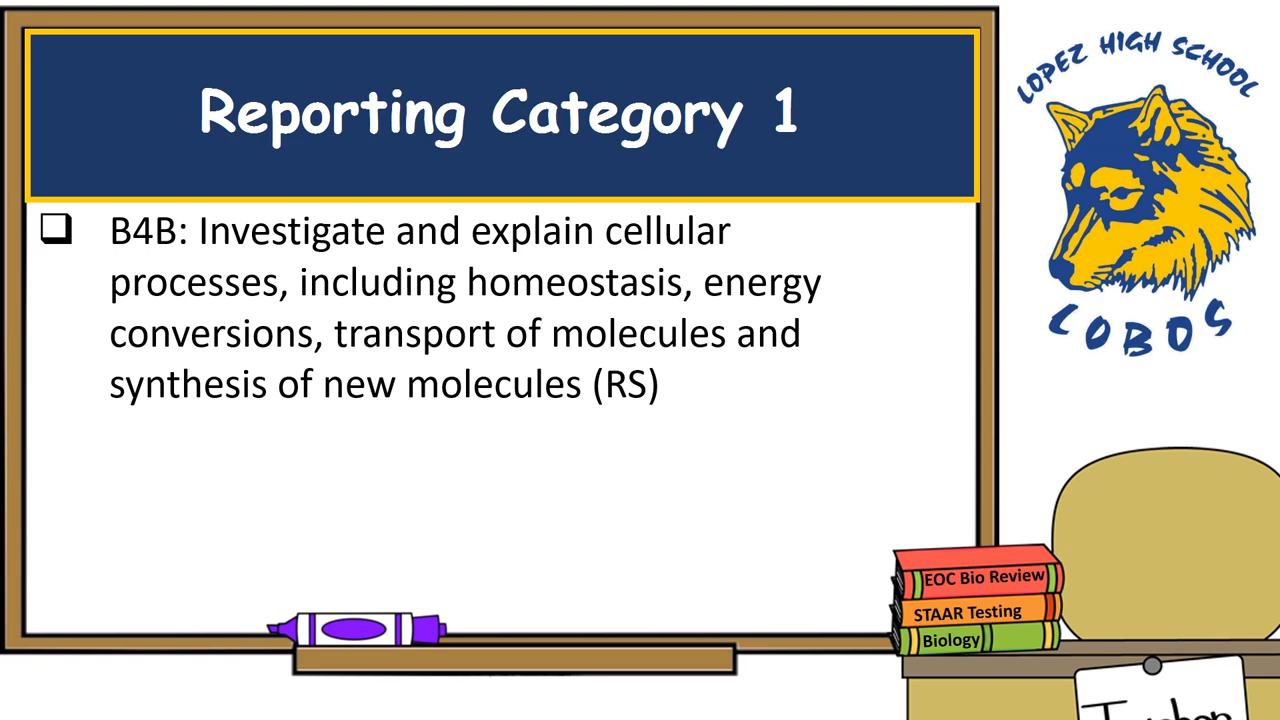 Reporting Category 1
B4B: Investigate and explain cellular
processes, including homeostasis, energy
conversions, transport of molecules and
synthesis of new molecules (RS)
LOPEZ HIGH SCHOOL
LOBOS
EOC Bio Review
STAAR Testing
Biology